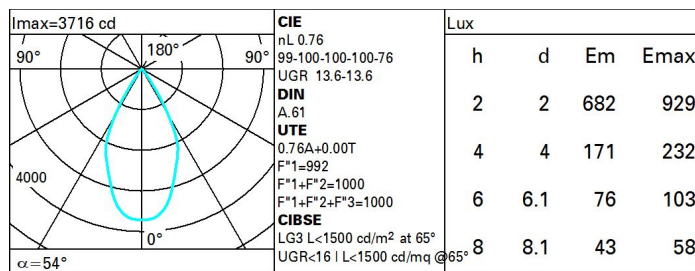 Imax=3716 cd
90°
180°
90°
4000
0°
α=54°
CIE
nL 0.76
99-100-100-100-76
UGR 13.6-13.6
DIN
A.61
UTE
0.76A+0.00T
F"1=992
F"1+F"2=1000
F"1+F"2+F"3=1000
CIBSE
LG3 L<1500 cd/m² at 65°
UGR<16 | L<1500 cd/mq @65°
Lux
h d Em Emax
2 2 682 929
4 4 171 232
6 6.1 76 103
8 8.1 43 58